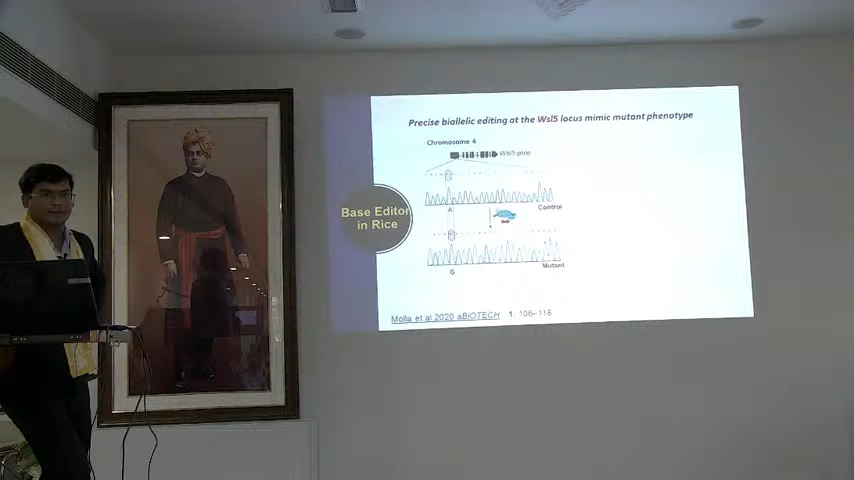 Precise biallelic editing at the Wsl5 locus mimic mutant phenotype
Chromosome 4
Wsl5 gene
Base Editor
in Rice
A
Control
G
Mutant
Molla et al 2020 aBIOTECH 1: 106–118